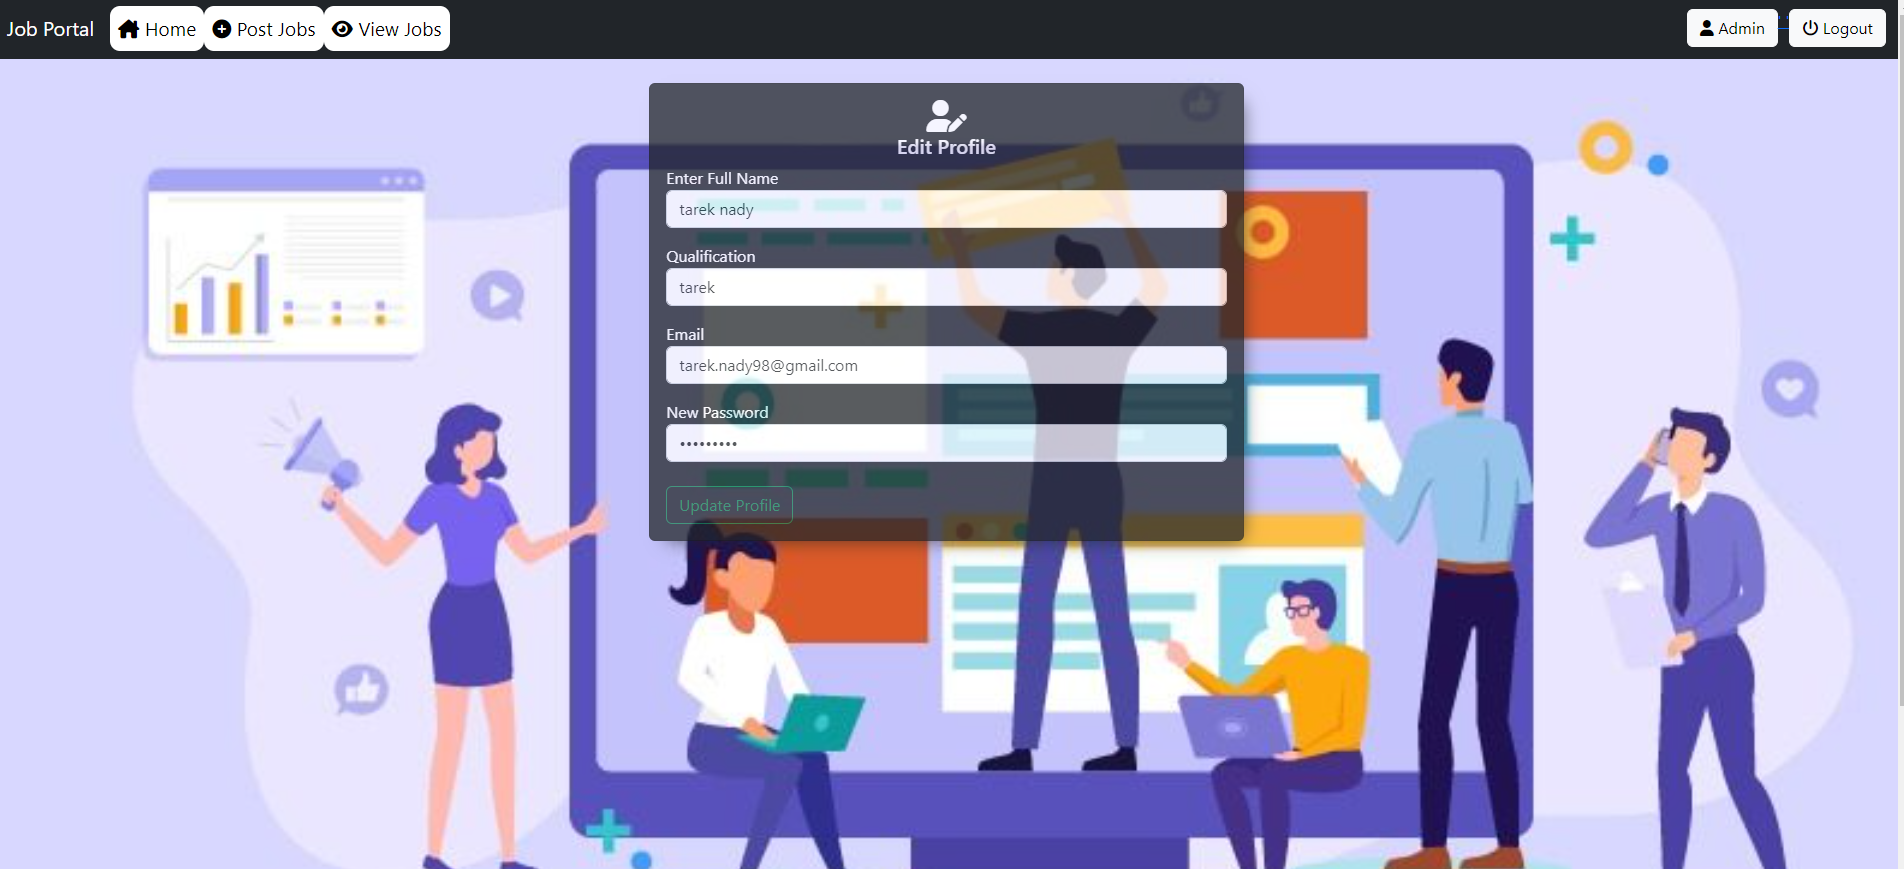 Job Portal Home Post Jobs View Jobs Admin Logout
Edit Profile
Enter Full Name
tarek nady
Qualification
tarek
Email
tarek.nady98@gmail.com
New Password
•••••••••
Update Profile